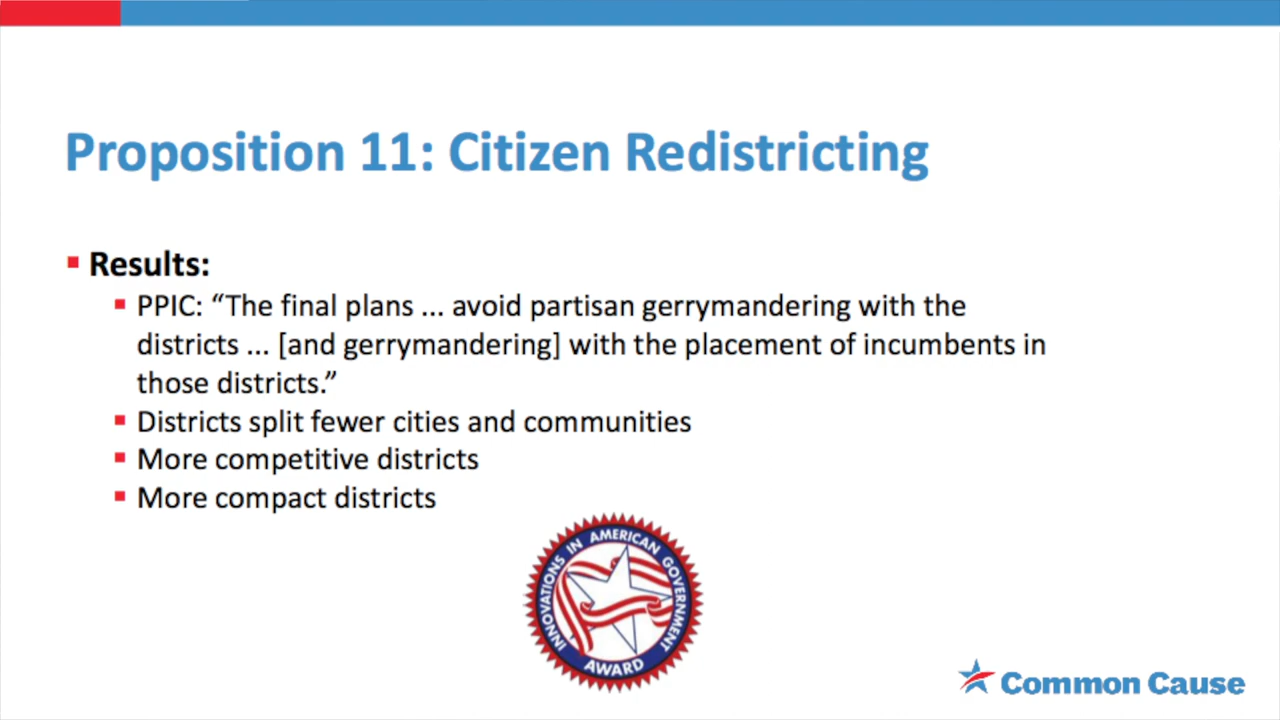 Proposition 11: Citizen Redistricting
Results:
PPIC: “The final plans ... avoid partisan gerrymandering with the
districts ... [and gerrymandering] with the placement of incumbents in
those districts.”
Districts split fewer cities and communities
More competitive districts
More compact districts
INNOVATIONS IN AMERICAN GOVERNMENT
AWARD
Common Cause